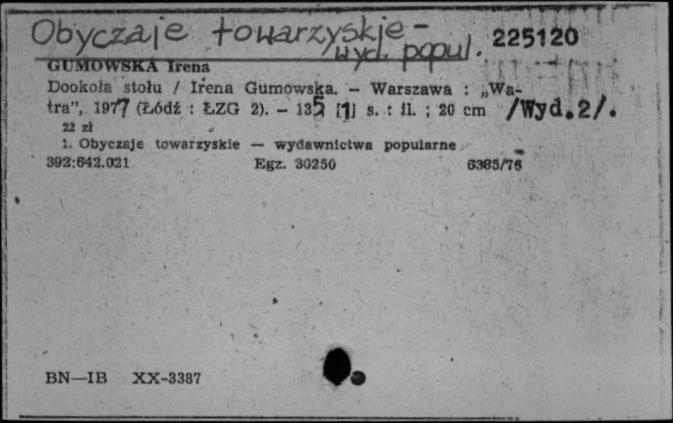 Obyczaje towarzyskie -
wyd. popul. 225120
GUMOWSKA Irena
Dookoła stołu / Irena Gumowska. — Warszawa : „Wa-
tra”, 1977 (Łódź : ŁZG 2). — 135 [1] s. : il. ; 20 cm /Wyd.2/.
22 zł
1. Obyczaje towarzyskie — wydawnictwa popularne
392:642.021 Egz. 30250 6385/76
BN—IB XX-3387